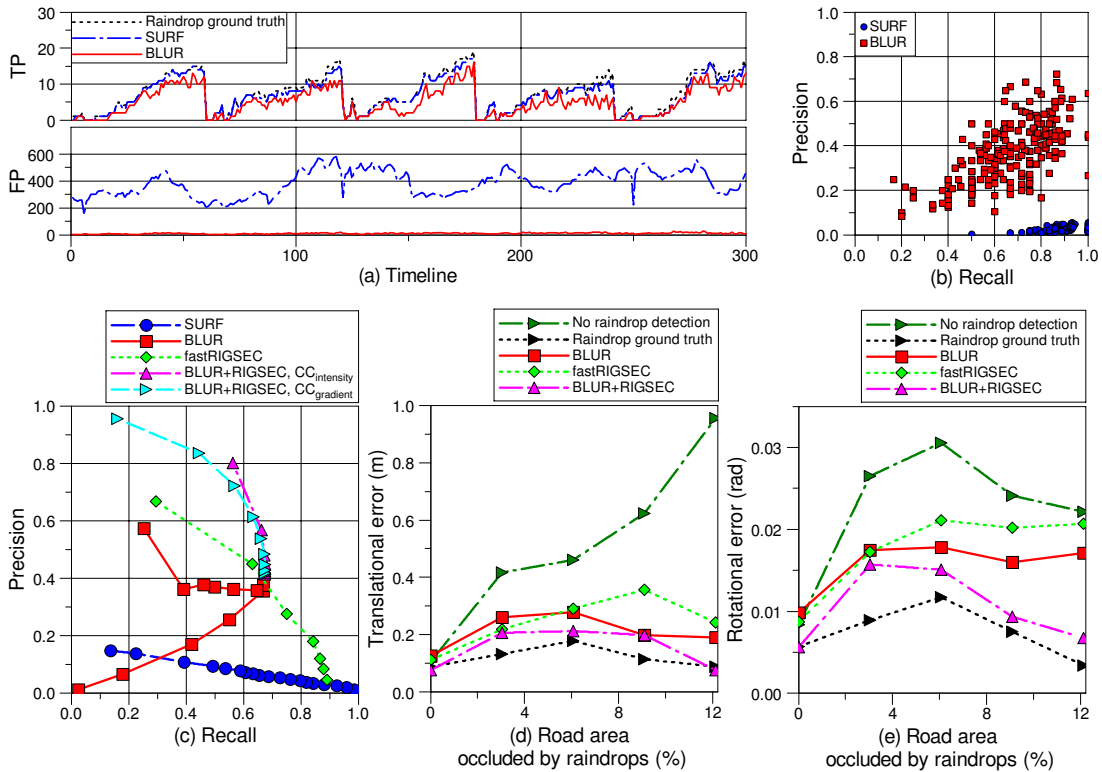 Raindrop ground truth
SURF
BLUR
TP
30
20
10
0
FP
600
400
200
0
0
100
200
300
(a) Timeline
SURF
BLUR
Precision
1.0
0.8
0.6
0.4
0.2
0.0
0.0
0.2
0.4
0.6
0.8
1.0
(b) Recall
SURF
BLUR
fastRIGSEC
BLUR+RIGSEC, CCintensity
BLUR+RIGSEC, CCgradient
Precision
1.0
0.8
0.6
0.4
0.2
0.0
0.0
0.2
0.4
0.6
0.8
1.0
(c) Recall
No raindrop detection
Raindrop ground truth
BLUR
fastRIGSEC
BLUR+RIGSEC
Translational error (m)
1.0
0.8
0.6
0.4
0.2
0.0
0
4
8
12
(d) Road area
occluded by raindrops (%)
No raindrop detection
Raindrop ground truth
BLUR
fastRIGSEC
BLUR+RIGSEC
Rotational error (rad)
0.03
0.02
0.01
0.00
0
4
8
12
(e) Road area
occluded by raindrops (%)